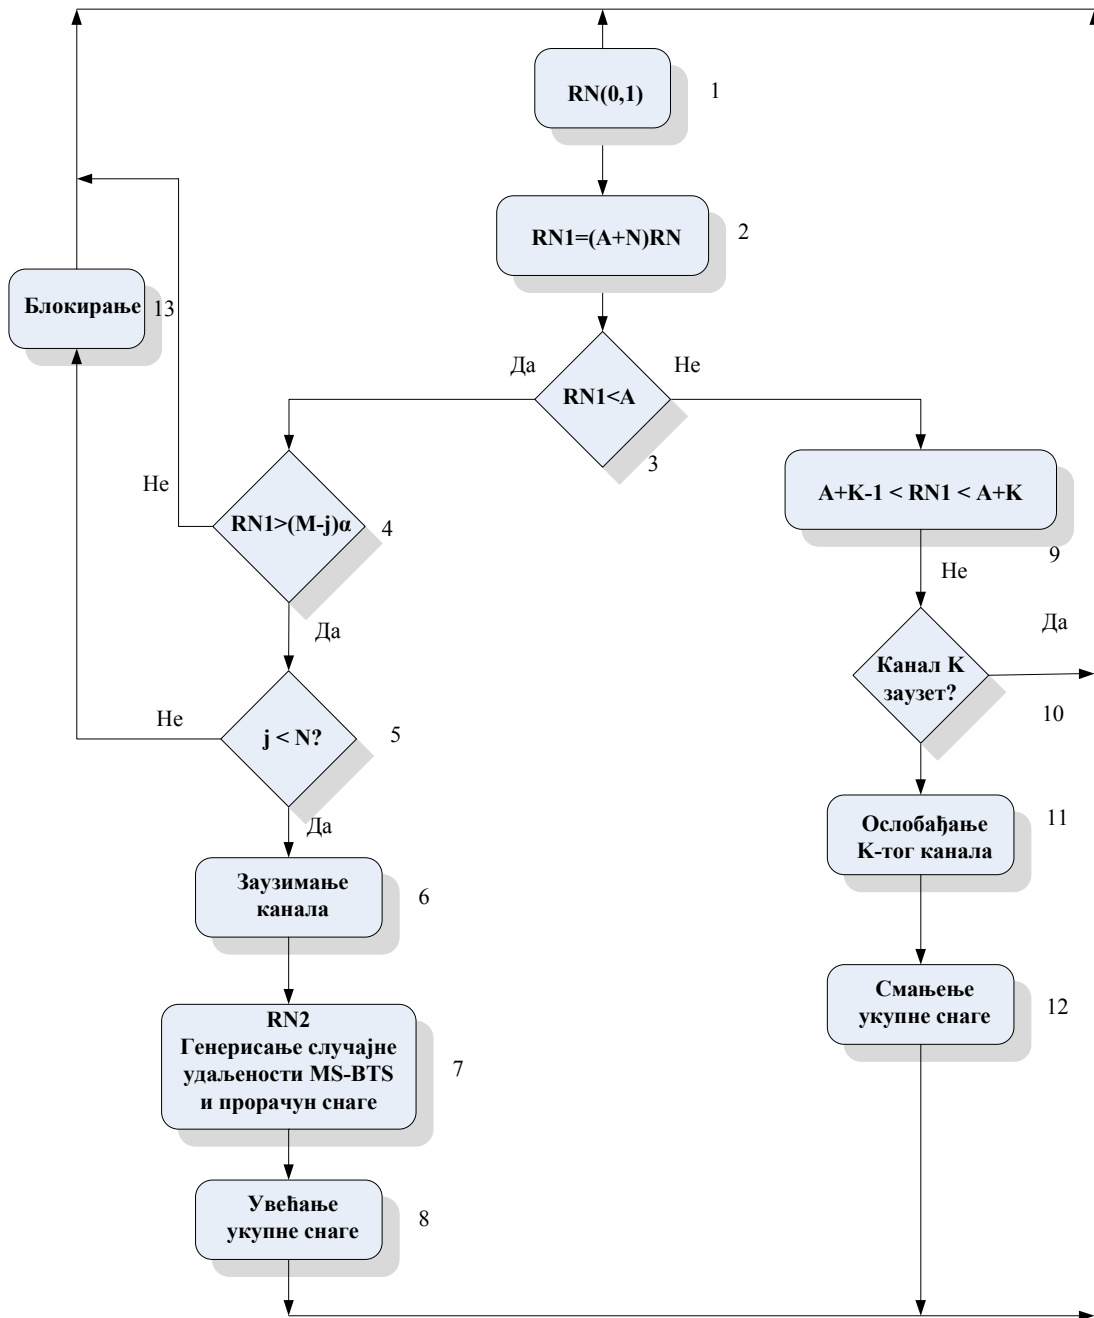 RN(0,1)
1
RN1=(A+N)RN
2
Блокирање
13
Да
Не
RN1<A
3
Не
RN1>(M-j)α
4
A+K-1 < RN1 < A+K
9
Не
Да
Да
Канал K
заузет?
10
Не
j < N?
5
Да
Ослобађање
K-тог канала
11
Заузимање
канала
6
Смањење
укупне снаге
12
RN2
Генерисање случајне
удаљености MS-BTS
и прорачун снаге
7
Увећање
укупне снаге
8